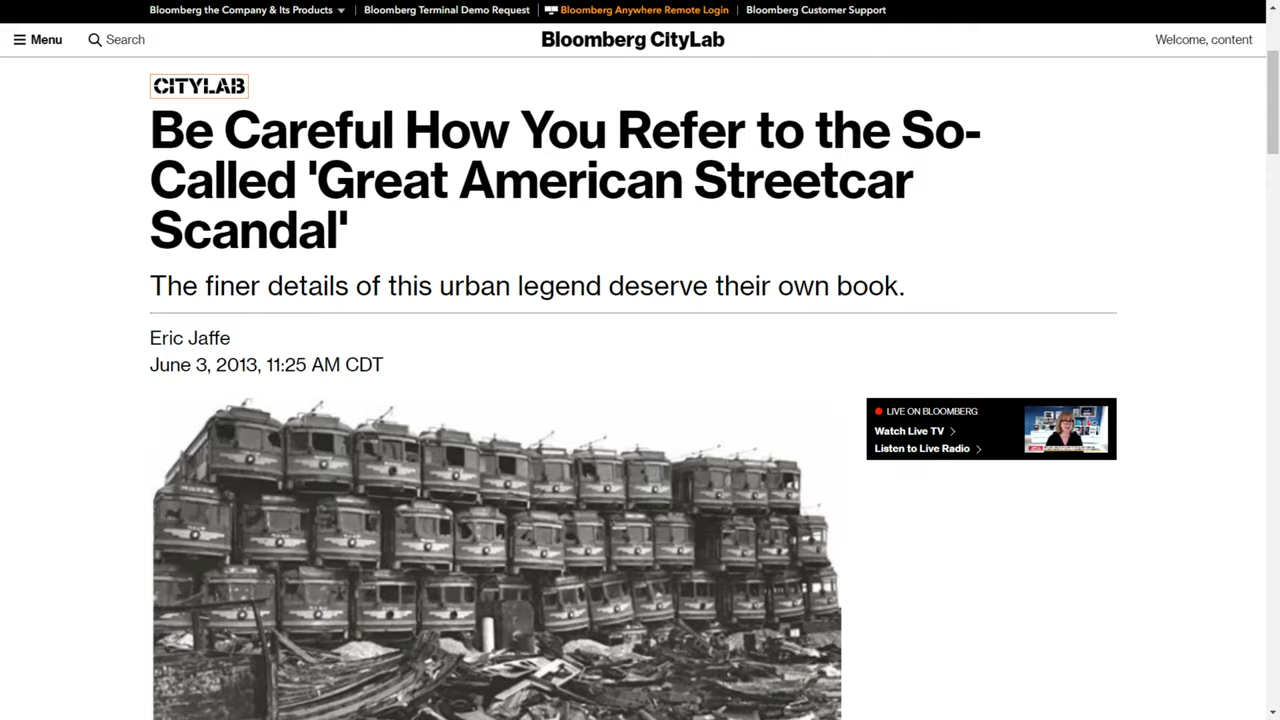 Bloomberg the Company & Its Products
Bloomberg Terminal Demo Request
Bloomberg Anywhere Remote Login
Bloomberg Customer Support
Menu
Search
Bloomberg CityLab
Welcome, content
CITYLAB
Be Careful How You Refer to the So-
Called 'Great American Streetcar
Scandal'
The finer details of this urban legend deserve their own book.
Eric Jaffe
June 3, 2013, 11:25 AM CDT
LIVE ON BLOOMBERG
Watch Live TV
Listen to Live Radio